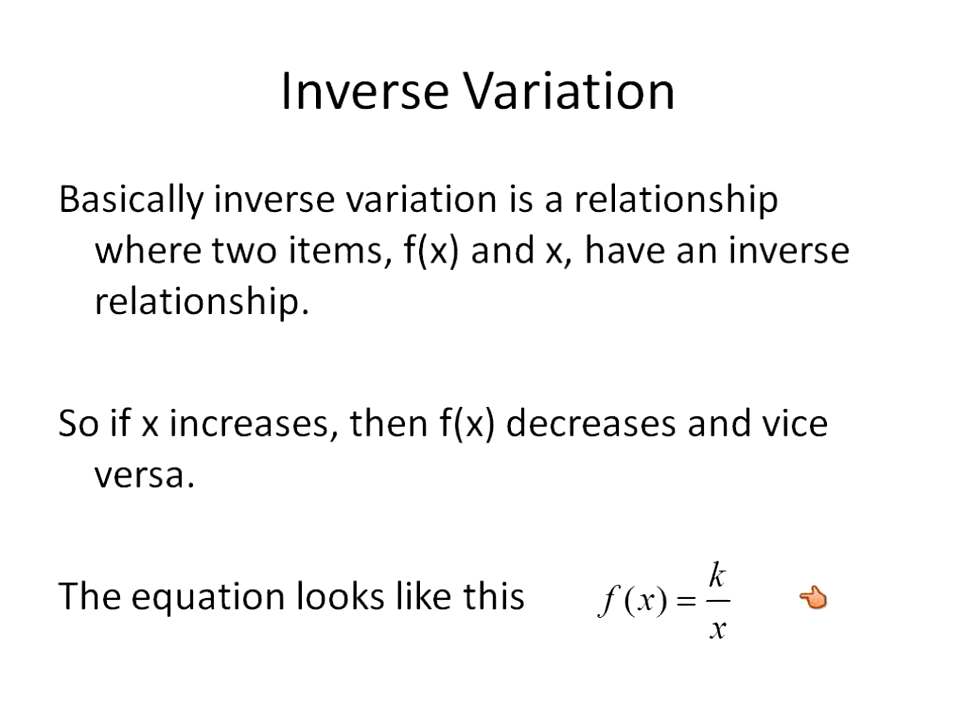 Inverse Variation
Basically inverse variation is a relationship
where two items, f(x) and x, have an inverse
relationship.
So if x increases, then f(x) decreases and vice
versa.
The equation looks like this f(x) = k/x